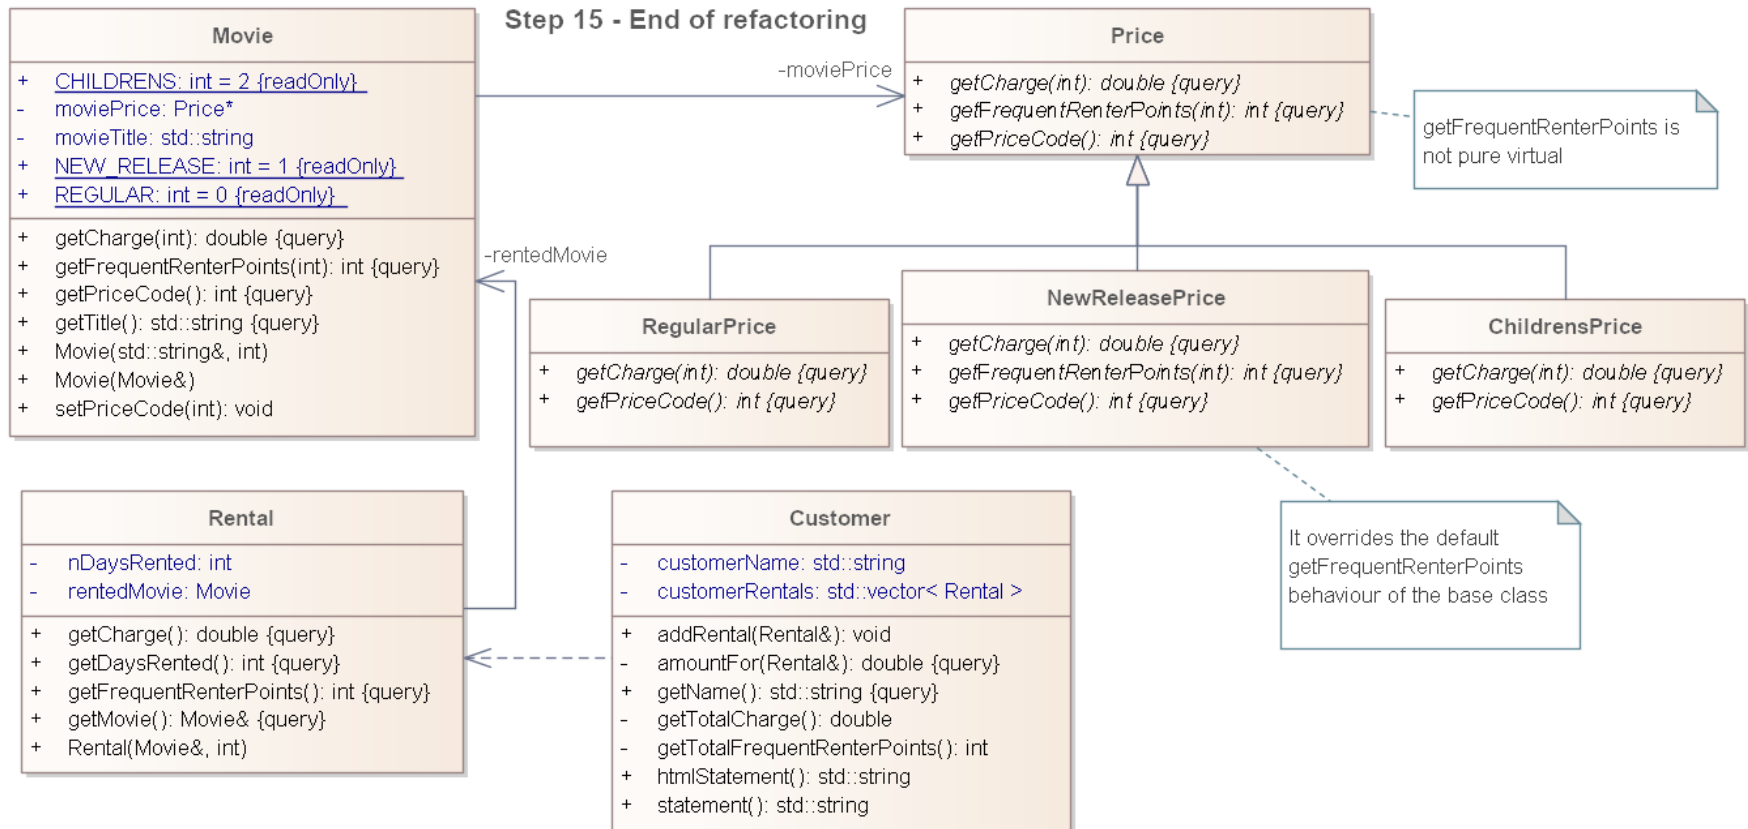 Step 15 - End of refactoring
Movie
+ CHILDRENS: int = 2 {readOnly}
- moviePrice: Price*
- movieTitle: std::string
+ NEW_RELEASE: int = 1 {readOnly}
+ REGULAR: int = 0 {readOnly}
+ getCharge(int): double {query}
+ getFrequentRenterPoints(int): int {query}
+ getPriceCode(): int {query}
+ getTitle(): std::string {query}
+ Movie(std::string&, int)
+ Movie(Movie&)
+ setPriceCode(int): void
-moviePrice
Price
+ getCharge(int): double {query}
+ getFrequentRenterPoints(int): int {query}
+ getPriceCode(): int {query}
getFrequentRenterPoints is
not pure virtual
-rentedMovie
RegularPrice
+ getCharge(int): double {query}
+ getPriceCode(): int {query}
NewReleasePrice
+ getCharge(int): double {query}
+ getFrequentRenterPoints(int): int {query}
+ getPriceCode(): int {query}
ChildrensPrice
+ getCharge(int): double {query}
+ getPriceCode(): int {query}
Rental
- nDaysRented: int
- rentedMovie: Movie
+ getCharge(): double {query}
+ getDaysRented(): int {query}
+ getFrequentRenterPoints(): int {query}
+ getMovie(): Movie& {query}
+ Rental(Movie&, int)
Customer
- customerName: std::string
- customerRentals: std::vector< Rental >
+ addRental(Rental&): void
- amountFor(Rental&): double {query}
+ getName(): std::string {query}
- getTotalCharge(): double
- getTotalFrequentRenterPoints(): int
+ htmlStatement(): std::string
+ statement(): std::string
It overrides the default
getFrequentRenterPoints
behaviour of the base class